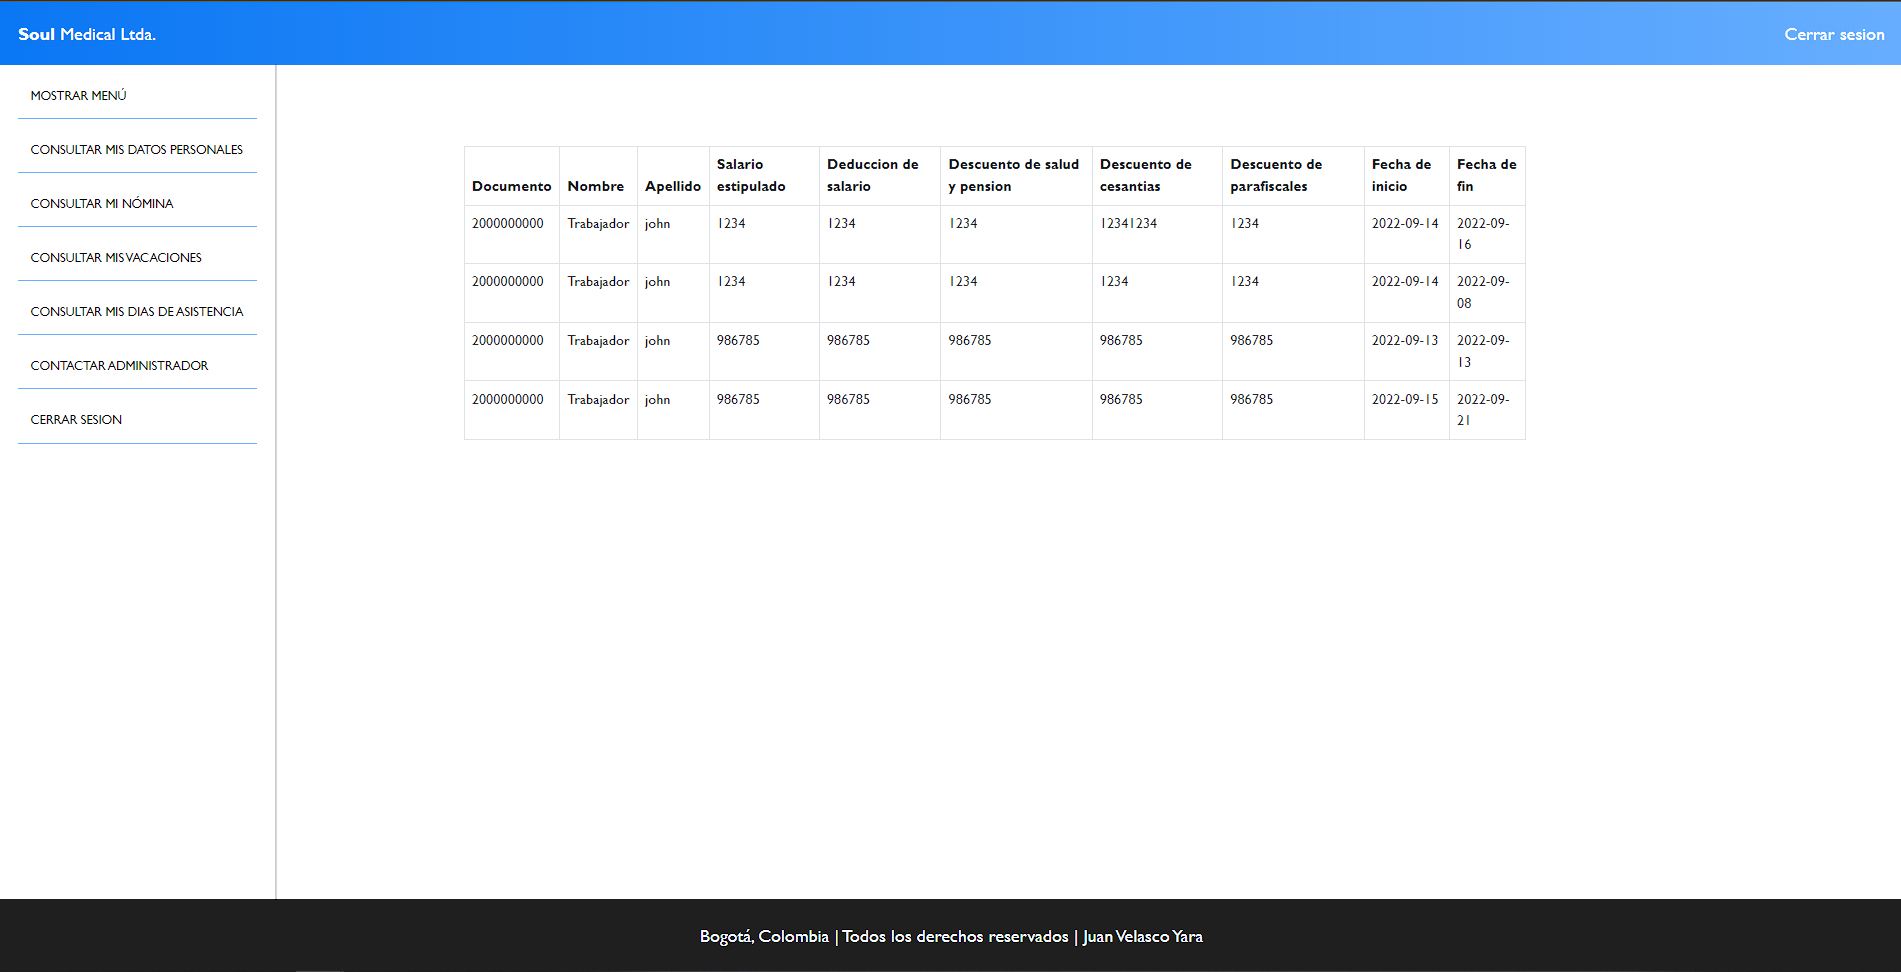 Soul Medical Ltda.
Cerrar sesion
MOSTRAR MENÚ
CONSULTAR MIS DATOS PERSONALES
CONSULTAR MI NÓMINA
CONSULTAR MIS VACACIONES
CONSULTAR MIS DIAS DE ASISTENCIA
CONTACTAR ADMINISTRADOR
CERRAR SESION
Documento Nombre Apellido Salario estipulado Deduccion de salario Descuento de salud y pension Descuento de cesantias Descuento de parafiscales Fecha de inicio Fecha de fin
2000000000 Trabajador john 1234 1234 1234 12341234 1234 2022-09-14 2022-09-16
2000000000 Trabajador john 1234 1234 1234 1234 1234 2022-09-14 2022-09-08
2000000000 Trabajador john 986785 986785 986785 986785 986785 2022-09-13 2022-09-13
2000000000 Trabajador john 986785 986785 986785 986785 986785 2022-09-15 2022-09-21
Bogotá, Colombia | Todos los derechos reservados | Juan Velasco Yara